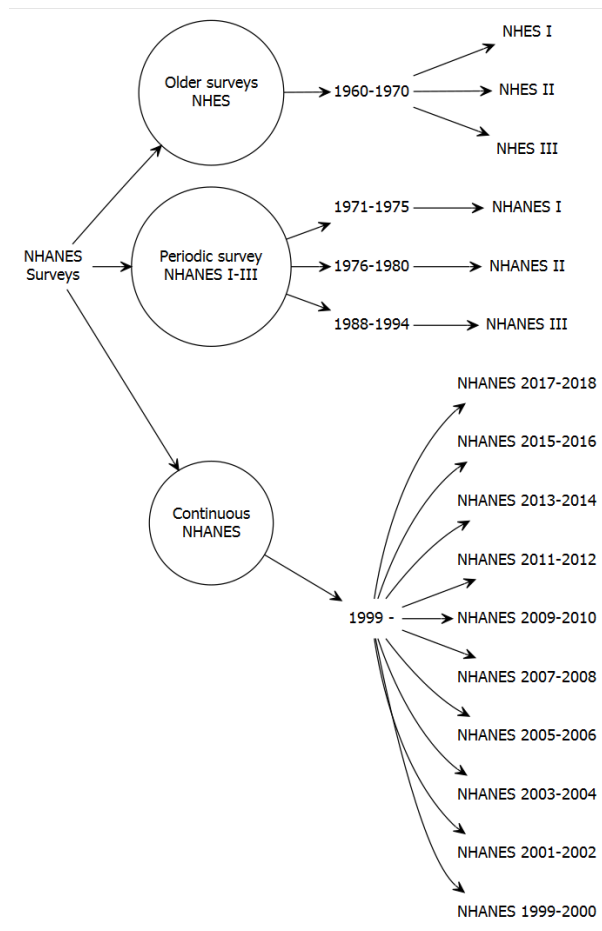 Older surveys
NHES
1960-1970
NHES I
NHES II
NHES III
NHANES
Surveys
Periodic survey
NHANES I-III
1971-1975
NHANES I
1976-1980
NHANES II
1988-1994
NHANES III
Continuous
NHANES
1999 -
NHANES 2017-2018
NHANES 2015-2016
NHANES 2013-2014
NHANES 2011-2012
NHANES 2009-2010
NHANES 2007-2008
NHANES 2005-2006
NHANES 2003-2004
NHANES 2001-2002
NHANES 1999-2000